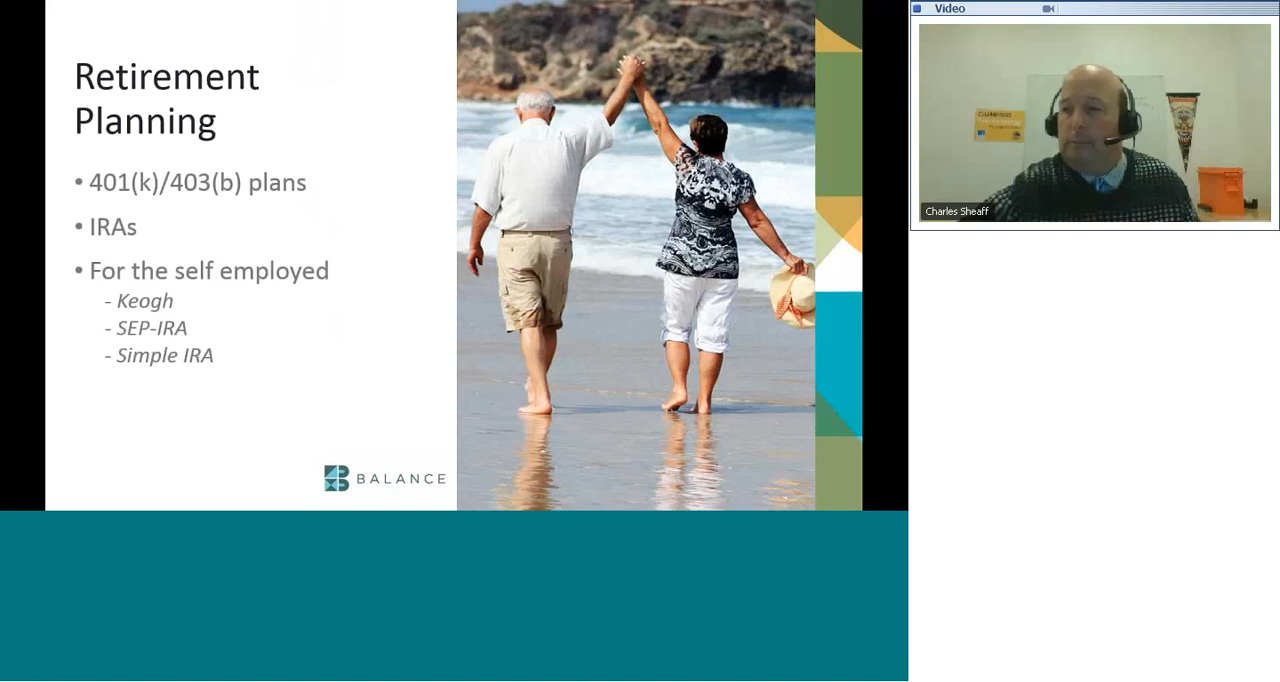 Retirement
Planning
• 401(k)/403(b) plans
• IRAs
• For the self employed
- Keogh
- SEP-IRA
- Simple IRA
BALANCE
Video
Charles Sheaff